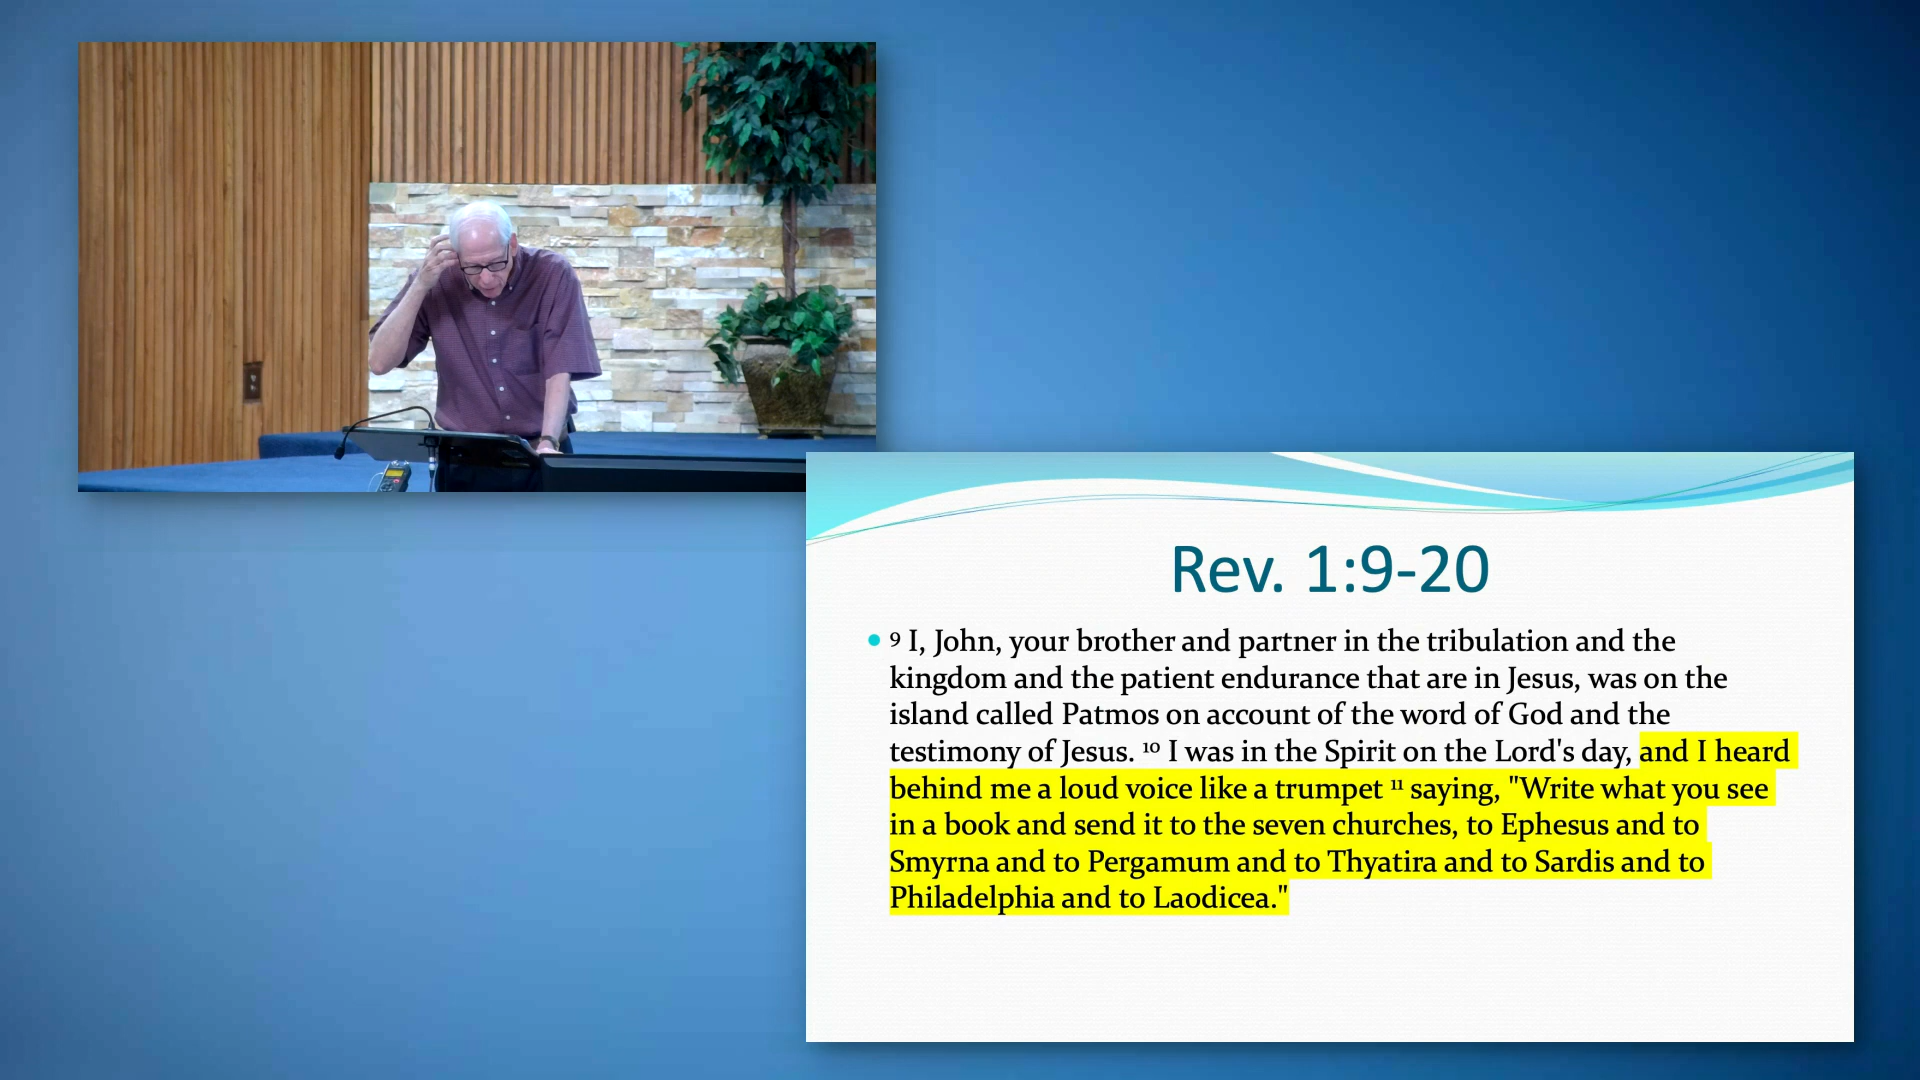 Rev. 1:9-20
• ⁹ I, John, your brother and partner in the tribulation and the
kingdom and the patient endurance that are in Jesus, was on the
island called Patmos on account of the word of God and the
testimony of Jesus. ¹⁰ I was in the Spirit on the Lord's day, and I heard
behind me a loud voice like a trumpet ¹¹ saying, "Write what you see
in a book and send it to the seven churches, to Ephesus and to
Smyrna and to Pergamum and to Thyatira and to Sardis and to
Philadelphia and to Laodicea."